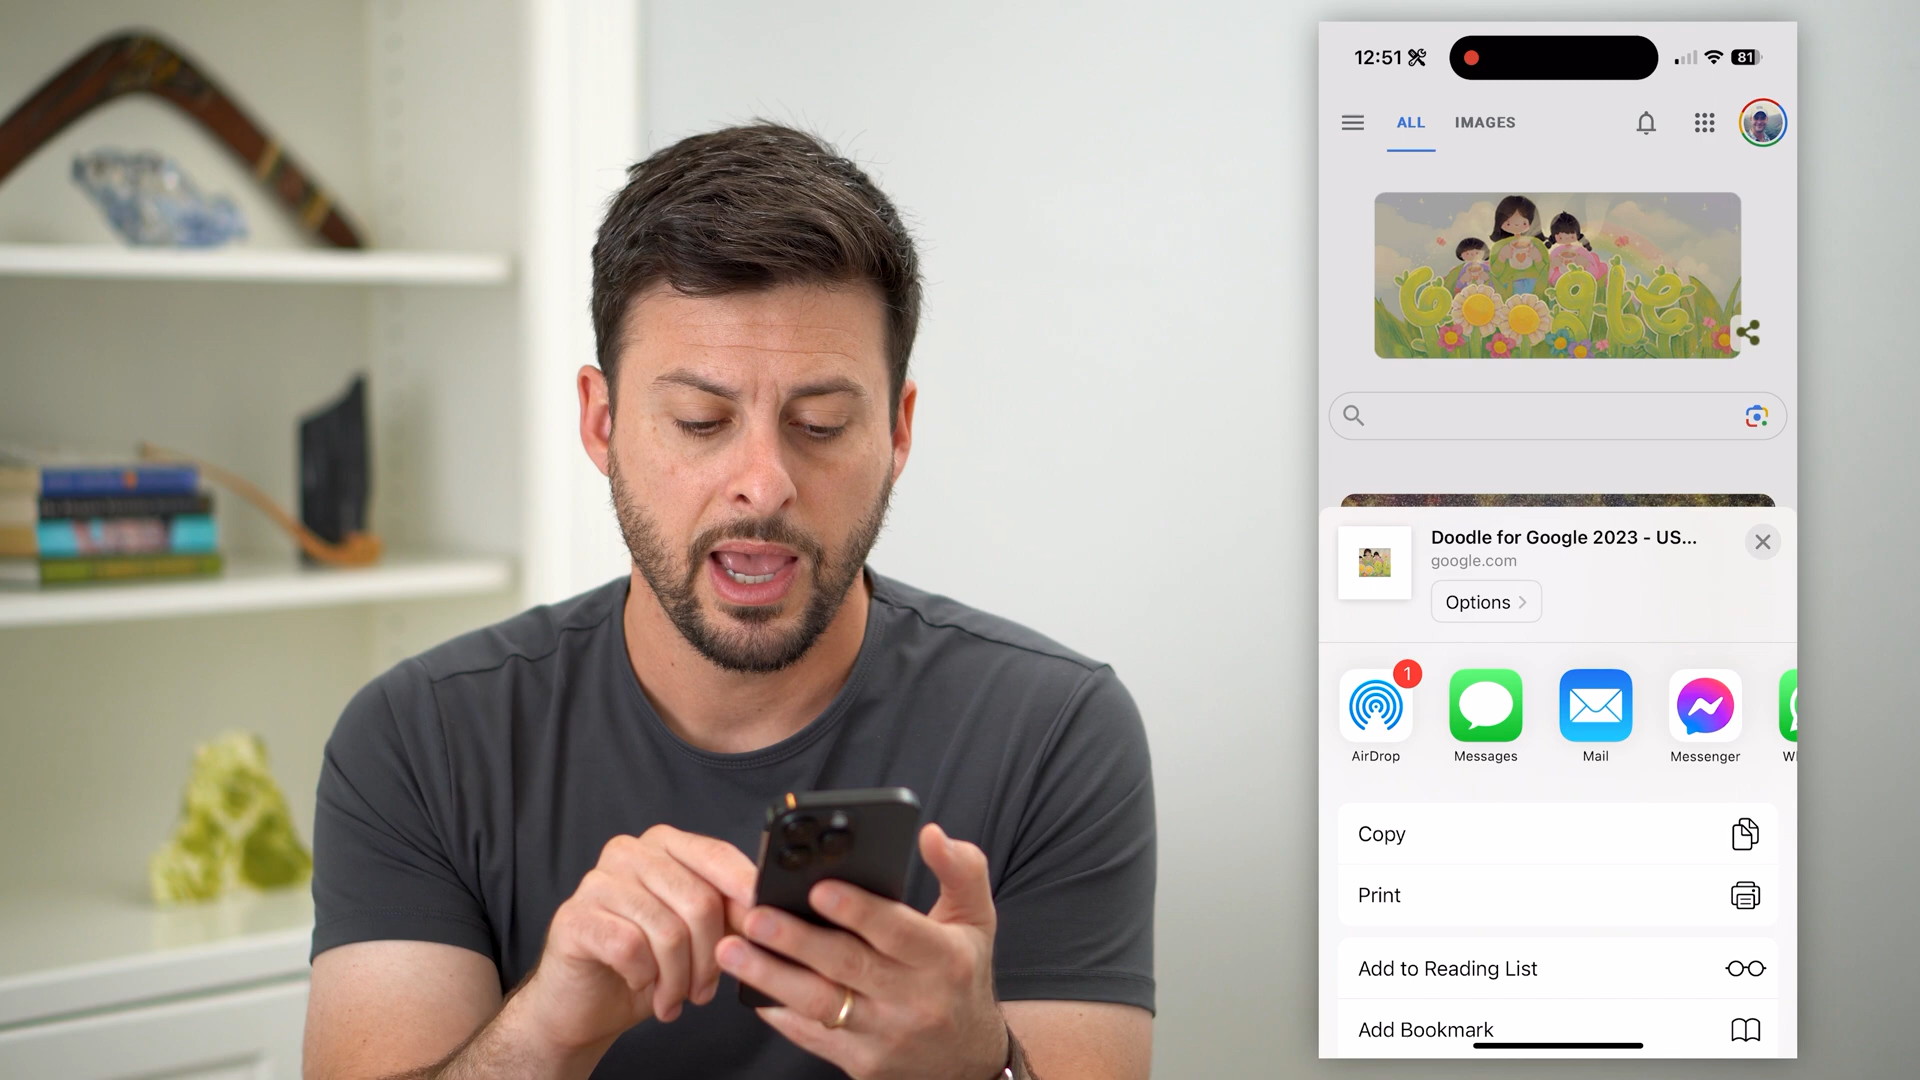 12:51
81
ALL IMAGES
Google
Doodle for Google 2023 - US...
google.com
Options
1
AirDrop Messages Mail Messenger
Copy
Print
Add to Reading List
Add Bookmark